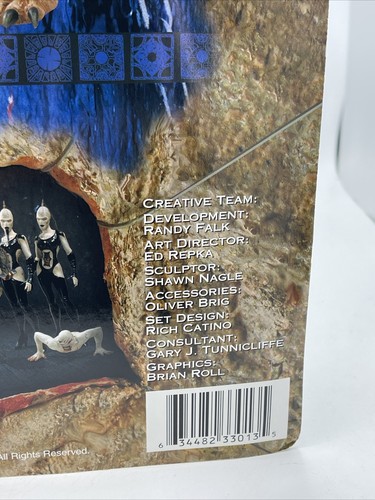 CREATIVE TEAM:
DEVELOPMENT:
RANDY FALK
ART DIRECTOR:
ED REPKA
SCULPTOR:
SHAWN NAGLE
ACCESSORIES:
OLIVER BRIG
SET DESIGN:
RICH CATINO
CONSULTANT:
GARY J. TUNNICLIFFE
GRAPHICS:
BRIAN ROLL
6 34482 33013 5
All Rights Reserved.